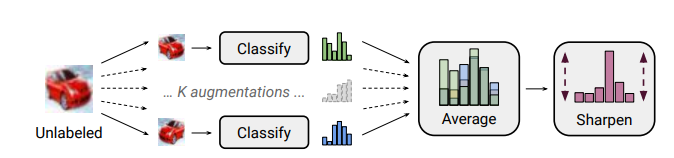 Classify
... K augmentations ...
Classify
Unlabeled
Average
Sharpen